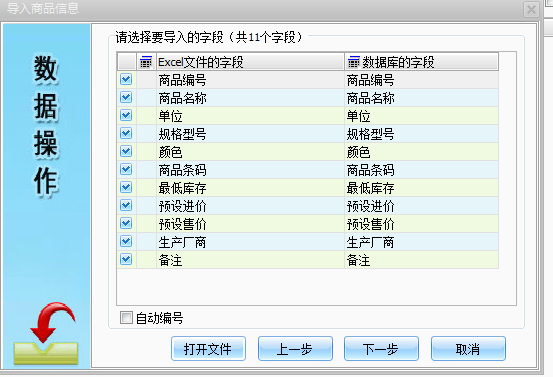 导入商品信息
数
据
操
作
请选择要导入的字段（共11个字段）
Excel文件的字段 数据库的字段
商品编号 商品编号
商品名称 商品名称
单位 单位
规格型号 规格型号
颜色 颜色
商品条码 商品条码
最低库存 最低库存
预设进价 预设进价
预设售价 预设售价
生产厂商 生产厂商
备注 备注
自动编号
打开文件 上一步 下一步 取消